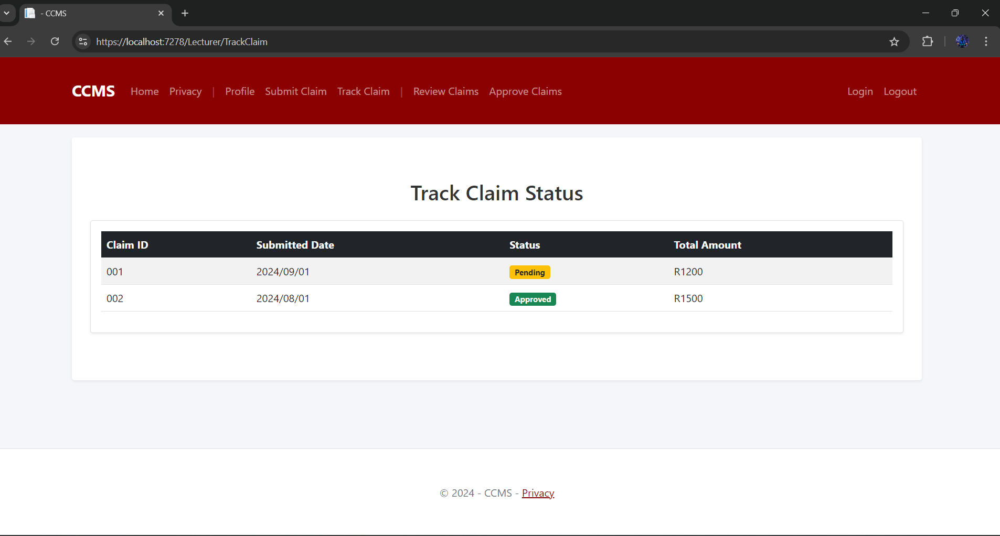 - CCMS
https://localhost:7278/Lecturer/TrackClaim
CCMS Home Privacy | Profile Submit Claim Track Claim | Review Claims Approve Claims Login Logout
Track Claim Status
Claim ID Submitted Date Status Total Amount
001 2024/09/01 Pending R1200
002 2024/08/01 Approved R1500
© 2024 - CCMS - Privacy